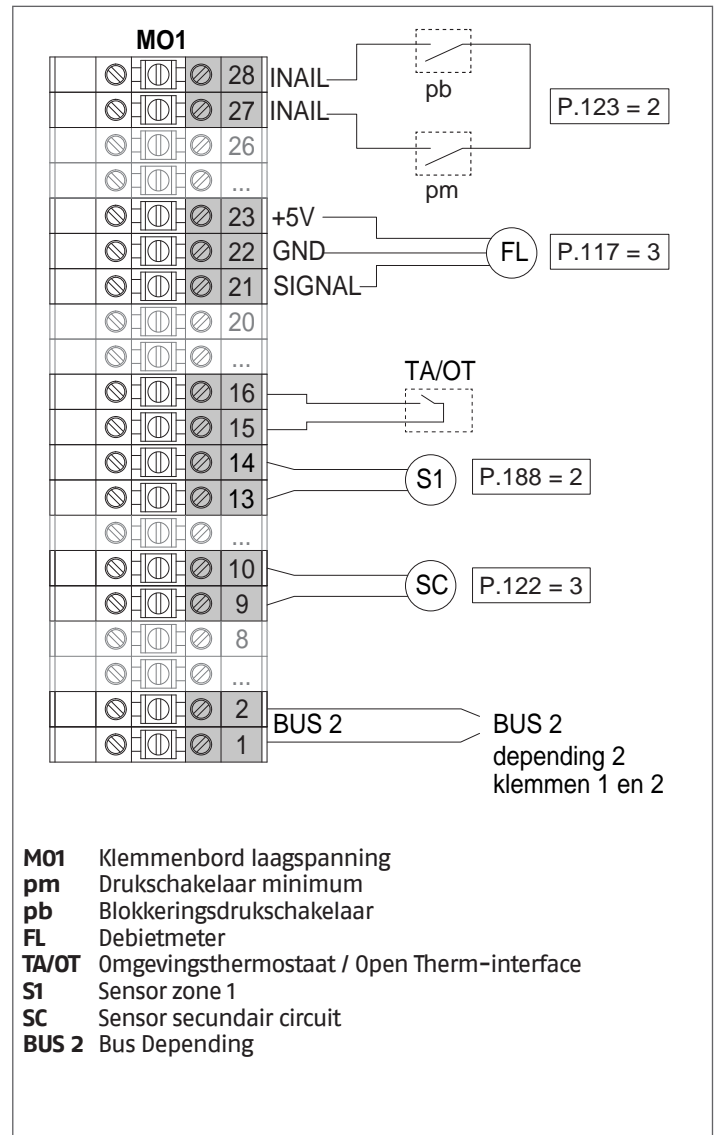 MO1
28 INAIL
pb
27 INAIL
P.123 = 2
26
...
pm
23 +5V
22 GND
FL P.117 = 3
21 SIGNAL
20
...
TA/OT
16
15
14
S1 P.188 = 2
13
...
10
SC P.122 = 3
9
8
...
2
BUS 2
BUS 2
1
depending 2
klemmen 1 en 2
MO1 Klemmenbord laagspanning
pm Drukschakelaar minimum
pb Blokkeringsdrukschakelaar
FL Debietmeter
TA/OT Omgevingsthermostaat / Open Therm-interface
S1 Sensor zone 1
SC Sensor secundair circuit
BUS 2 Bus Depending